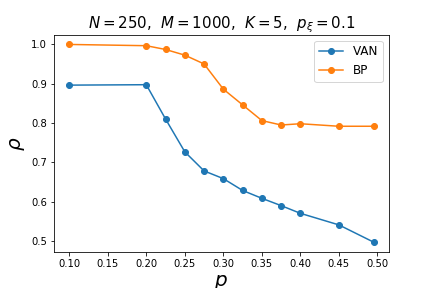 N = 250, M = 1000, K = 5, p_ξ = 0.1
1.0
0.9
0.8
0.7
0.6
0.5
ρ
VAN
BP
0.10 0.15 0.20 0.25 0.30 0.35 0.40 0.45 0.50
p